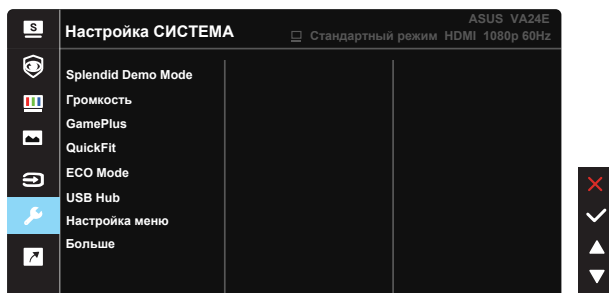 S
ASUS VA24E
Настройка СИСТЕМА
Стандартный режим HDMI 1080p 60Hz
Splendid Demo Mode
Громкость
GamePlus
QuickFit
ECO Mode
USB Hub
Настройка меню
Больше